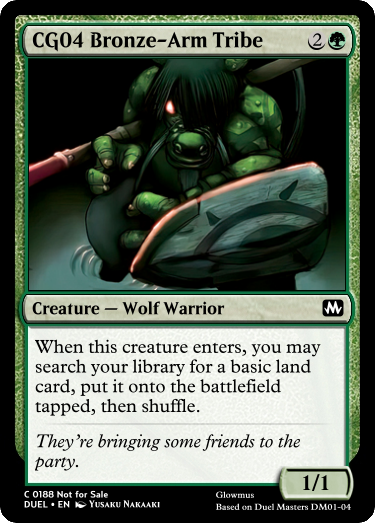 CG04 Bronze-Arm Tribe 2
Creature — Wolf Warrior
When this creature enters, you may
search your library for a basic land
card, put it onto the battlefield
tapped, then shuffle.
They're bringing some friends to the
party.
1/1
C 0188 Not for Sale
DUEL • EN Yusaku Nakaaki
Glowmus
Based on Duel Masters DM01-04